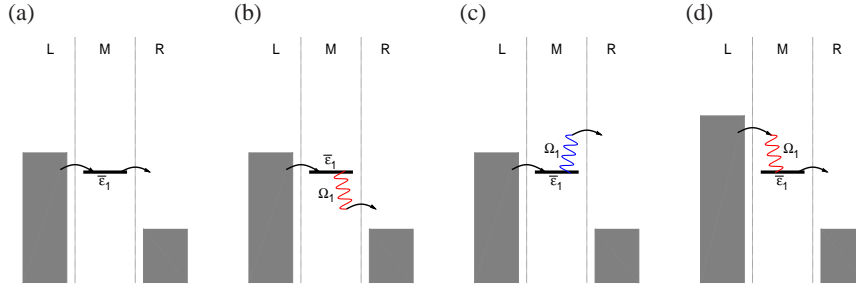 (a) (b) (c) (d)
L M R L M R L M R L M R
ε̅₁ Ω₁
ε̅₁ Ω₁ ε̅₁ Ω₁ ε̅₁